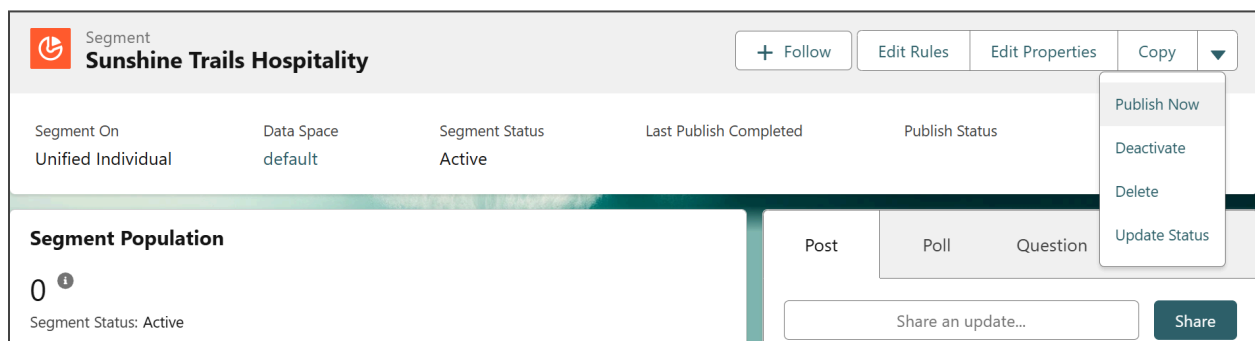 Segment
Sunshine Trails Hospitality
+ Follow
Edit Rules
Edit Properties
Copy
Publish Now
Deactivate
Delete
Update Status
Segment On
Unified Individual
Data Space
default
Segment Status
Active
Last Publish Completed
Publish Status
Segment Population
0
Segment Status: Active
Post
Poll
Question
Share an update...
Share